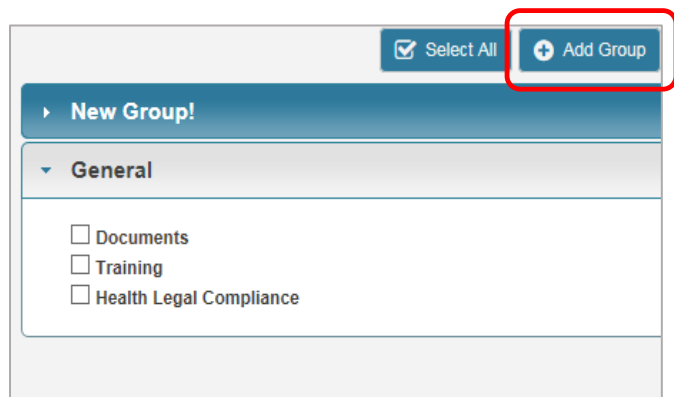 Select All
Add Group
New Group!
General
Documents
Training
Health Legal Compliance